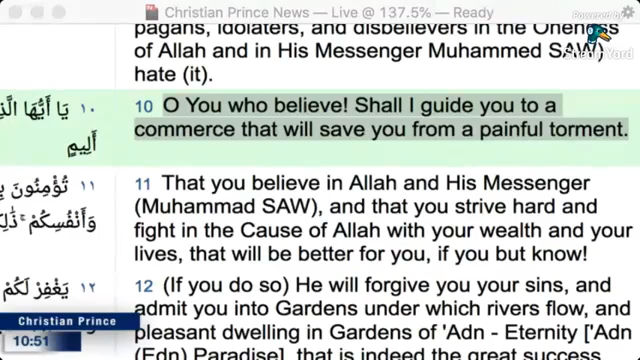 Christian Prince News — Live @ 137.5% — Ready
Powered by
StreamYard
pagans, idolaters, and disbelievers in the Oneness
of Allah and in His Messenger Muhammed SAW)
hate (it).
10 O You who believe! Shall I guide you to a
commerce that will save you from a painful torment.
١٠ يَا أَيُّهَا الَّذِ
أَلِيمٍ
11 That you believe in Allah and His Messenger
(Muhammad SAW), and that you strive hard and
fight in the Cause of Allah with your wealth and your
lives, that will be better for you, if you but know!
١١ تُؤْمِنُونَ بِ
وَأَنْفُسِكُمْ ۚ ذَٰلِكُ
12 (If you do so) He will forgive you your sins, and
admit you into Gardens under which rivers flow, and
pleasant dwelling in Gardens of 'Adn - Eternity ['Adn
(Edn) Paradise], that is indeed the great success
١٢ يَغْفِرْ لَكُمْ
Christian Prince
10:51